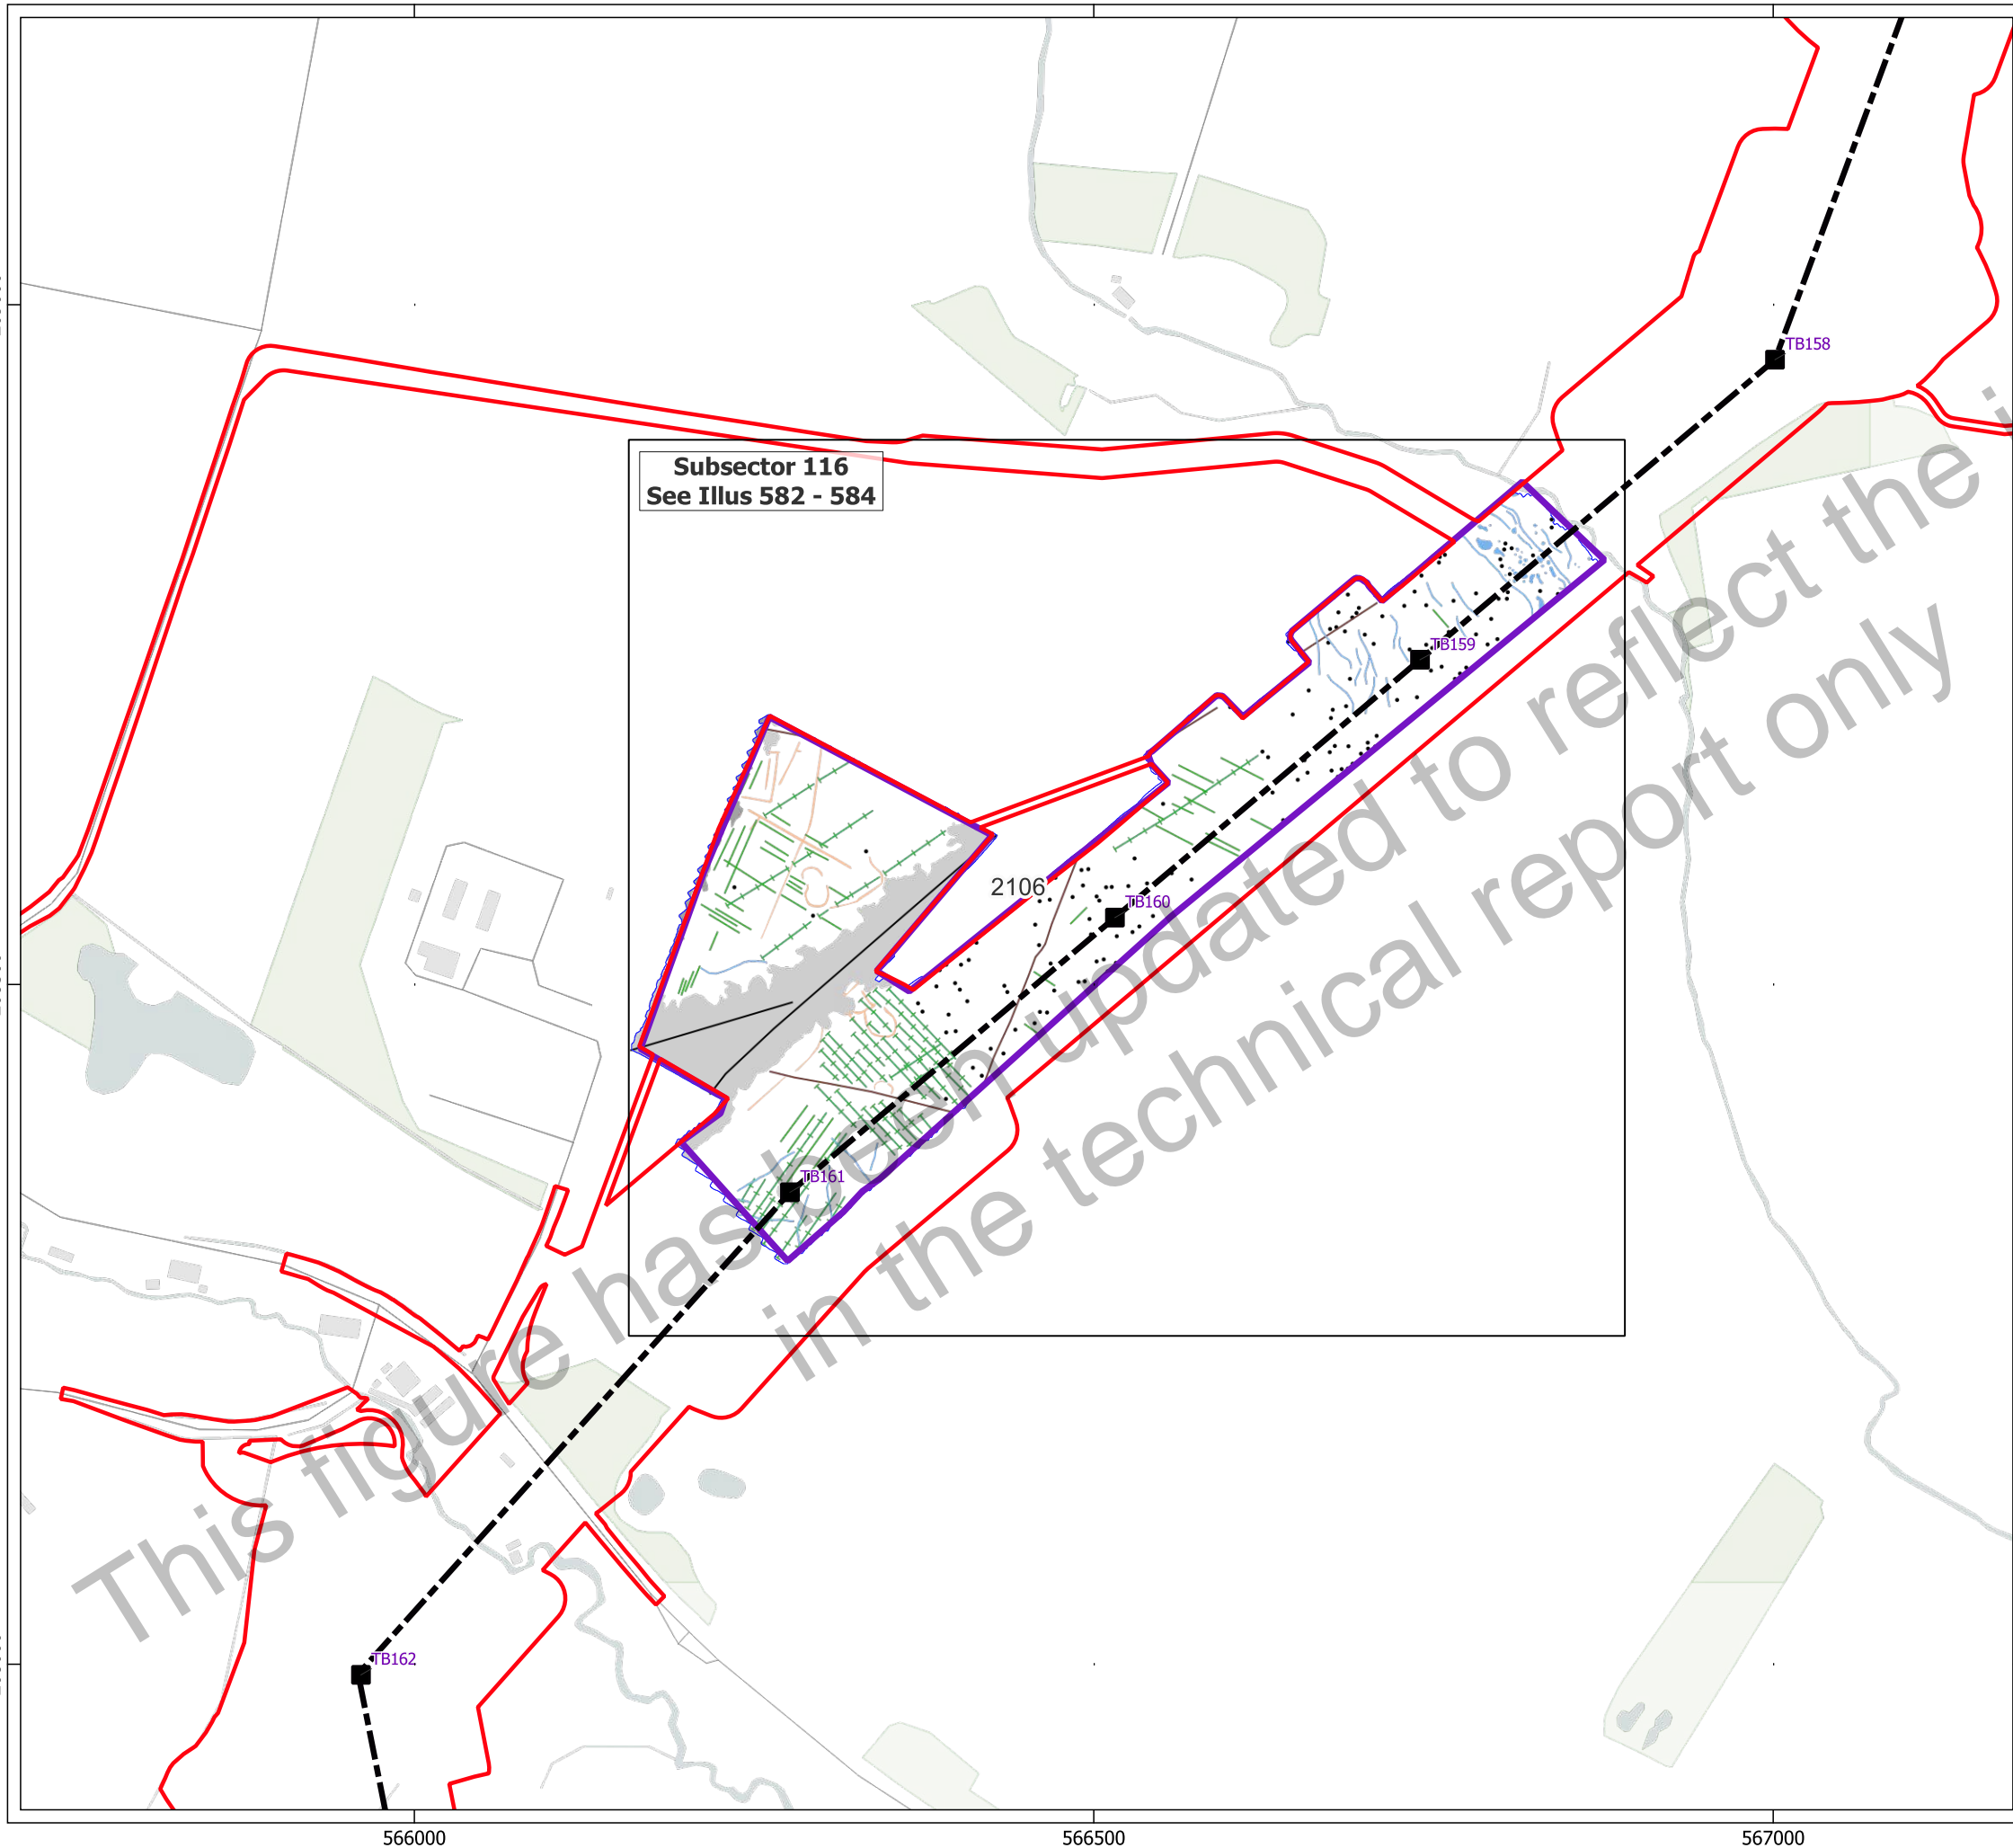 TB158
Subsector 116
See Illus 582 - 584
TB159
2106
TB160
TB161
TB162
This figure has been updated to reflect the
in the technical report only
566000
566500
567000